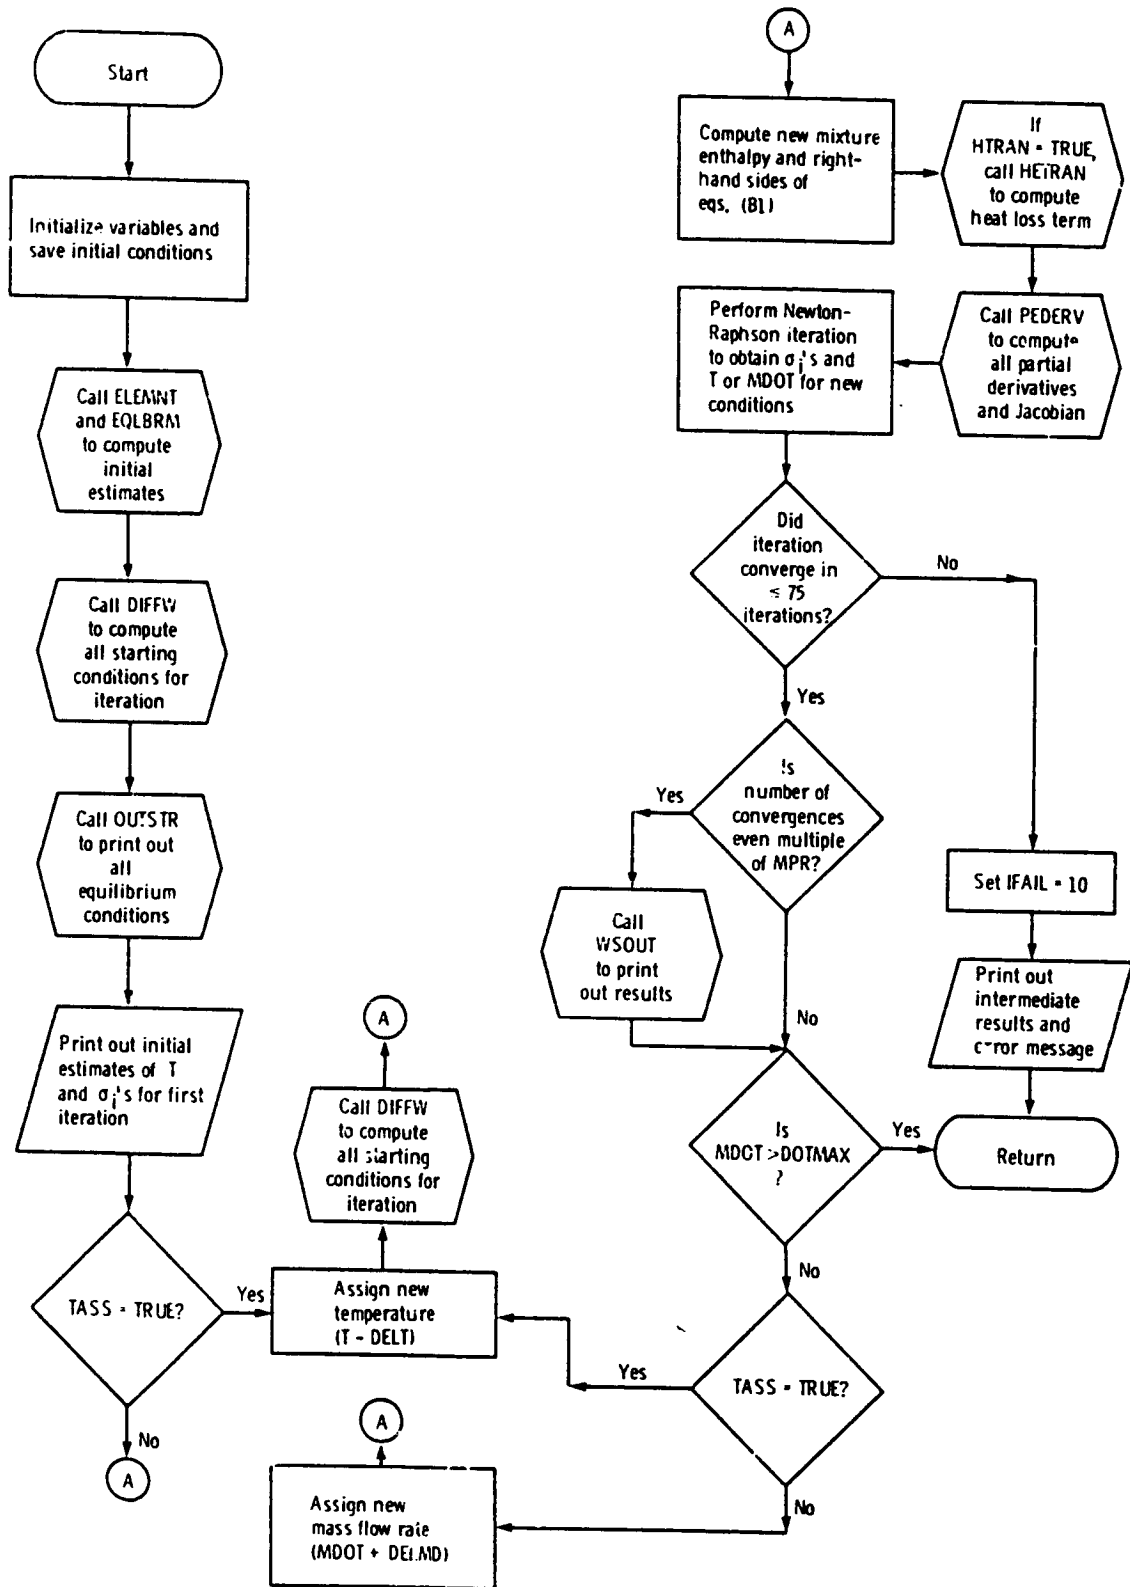 Start
Initialize variables and
save initial conditions
Call ELEMNT
and EQLBRM
to compute
initial
estimates
Call DIFFW
to compute
all starting
conditions for
iteration
Call OUTSTR
to print out
all
equilibrium
conditions
Print out initial
estimates of T
and σi's for first
iteration
TASS = TRUE?
Yes
No
A
A
Call DIFFW
to compute
all starting
conditions for
iteration
Assign new
temperature
(T - DELT)
A
Assign new
mass flow rate
(MDOT + DELMD)
A
Compute new mixture
enthalpy and right-
hand sides of
eqs. (B1)
If
HTRAN = TRUE,
call HETRAN
to compute
heat loss term
Perform Newton-
Raphson iteration
to obtain σi's and
T or MDOT for new
conditions
Call PEDERV
to compute
all partial
derivatives
and Jacobian
Did
iteration
converge in
≤ 75
iterations?
No
Yes
Is
number of
convergences
even multiple
of MPR?
Yes
Call
WSOUT
to print
out results
No
Set IFAIL = 10
Print out
intermediate
results and
error message
Is
MDOT >DOTMAX
?
Yes
Return
No
TASS = TRUE?
Yes
No